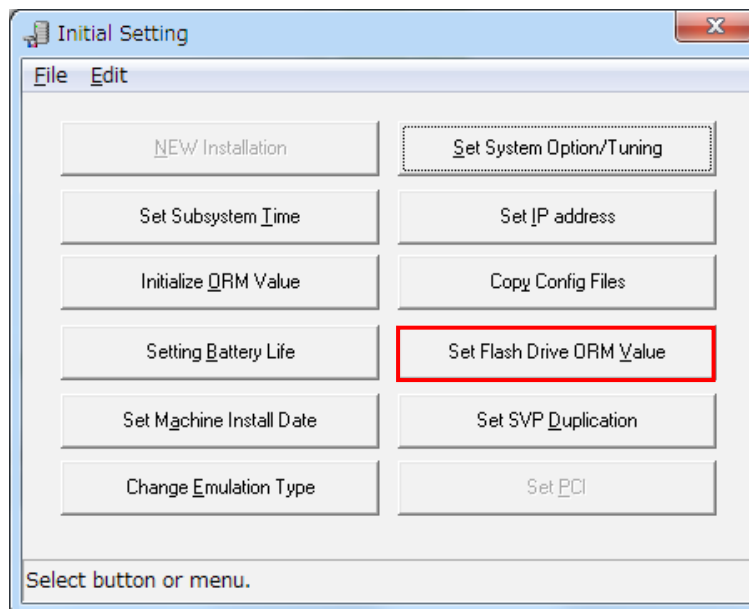 Initial Setting
File Edit
NEW Installation Set System Option/Tuning
Set Subsystem Time Set IP address
Initialize ORM Value Copy Config Files
Setting Battery Life Set Flash Drive ORM Value
Set Machine Install Date Set SVP Duplication
Change Emulation Type Set PCI
Select button or menu.